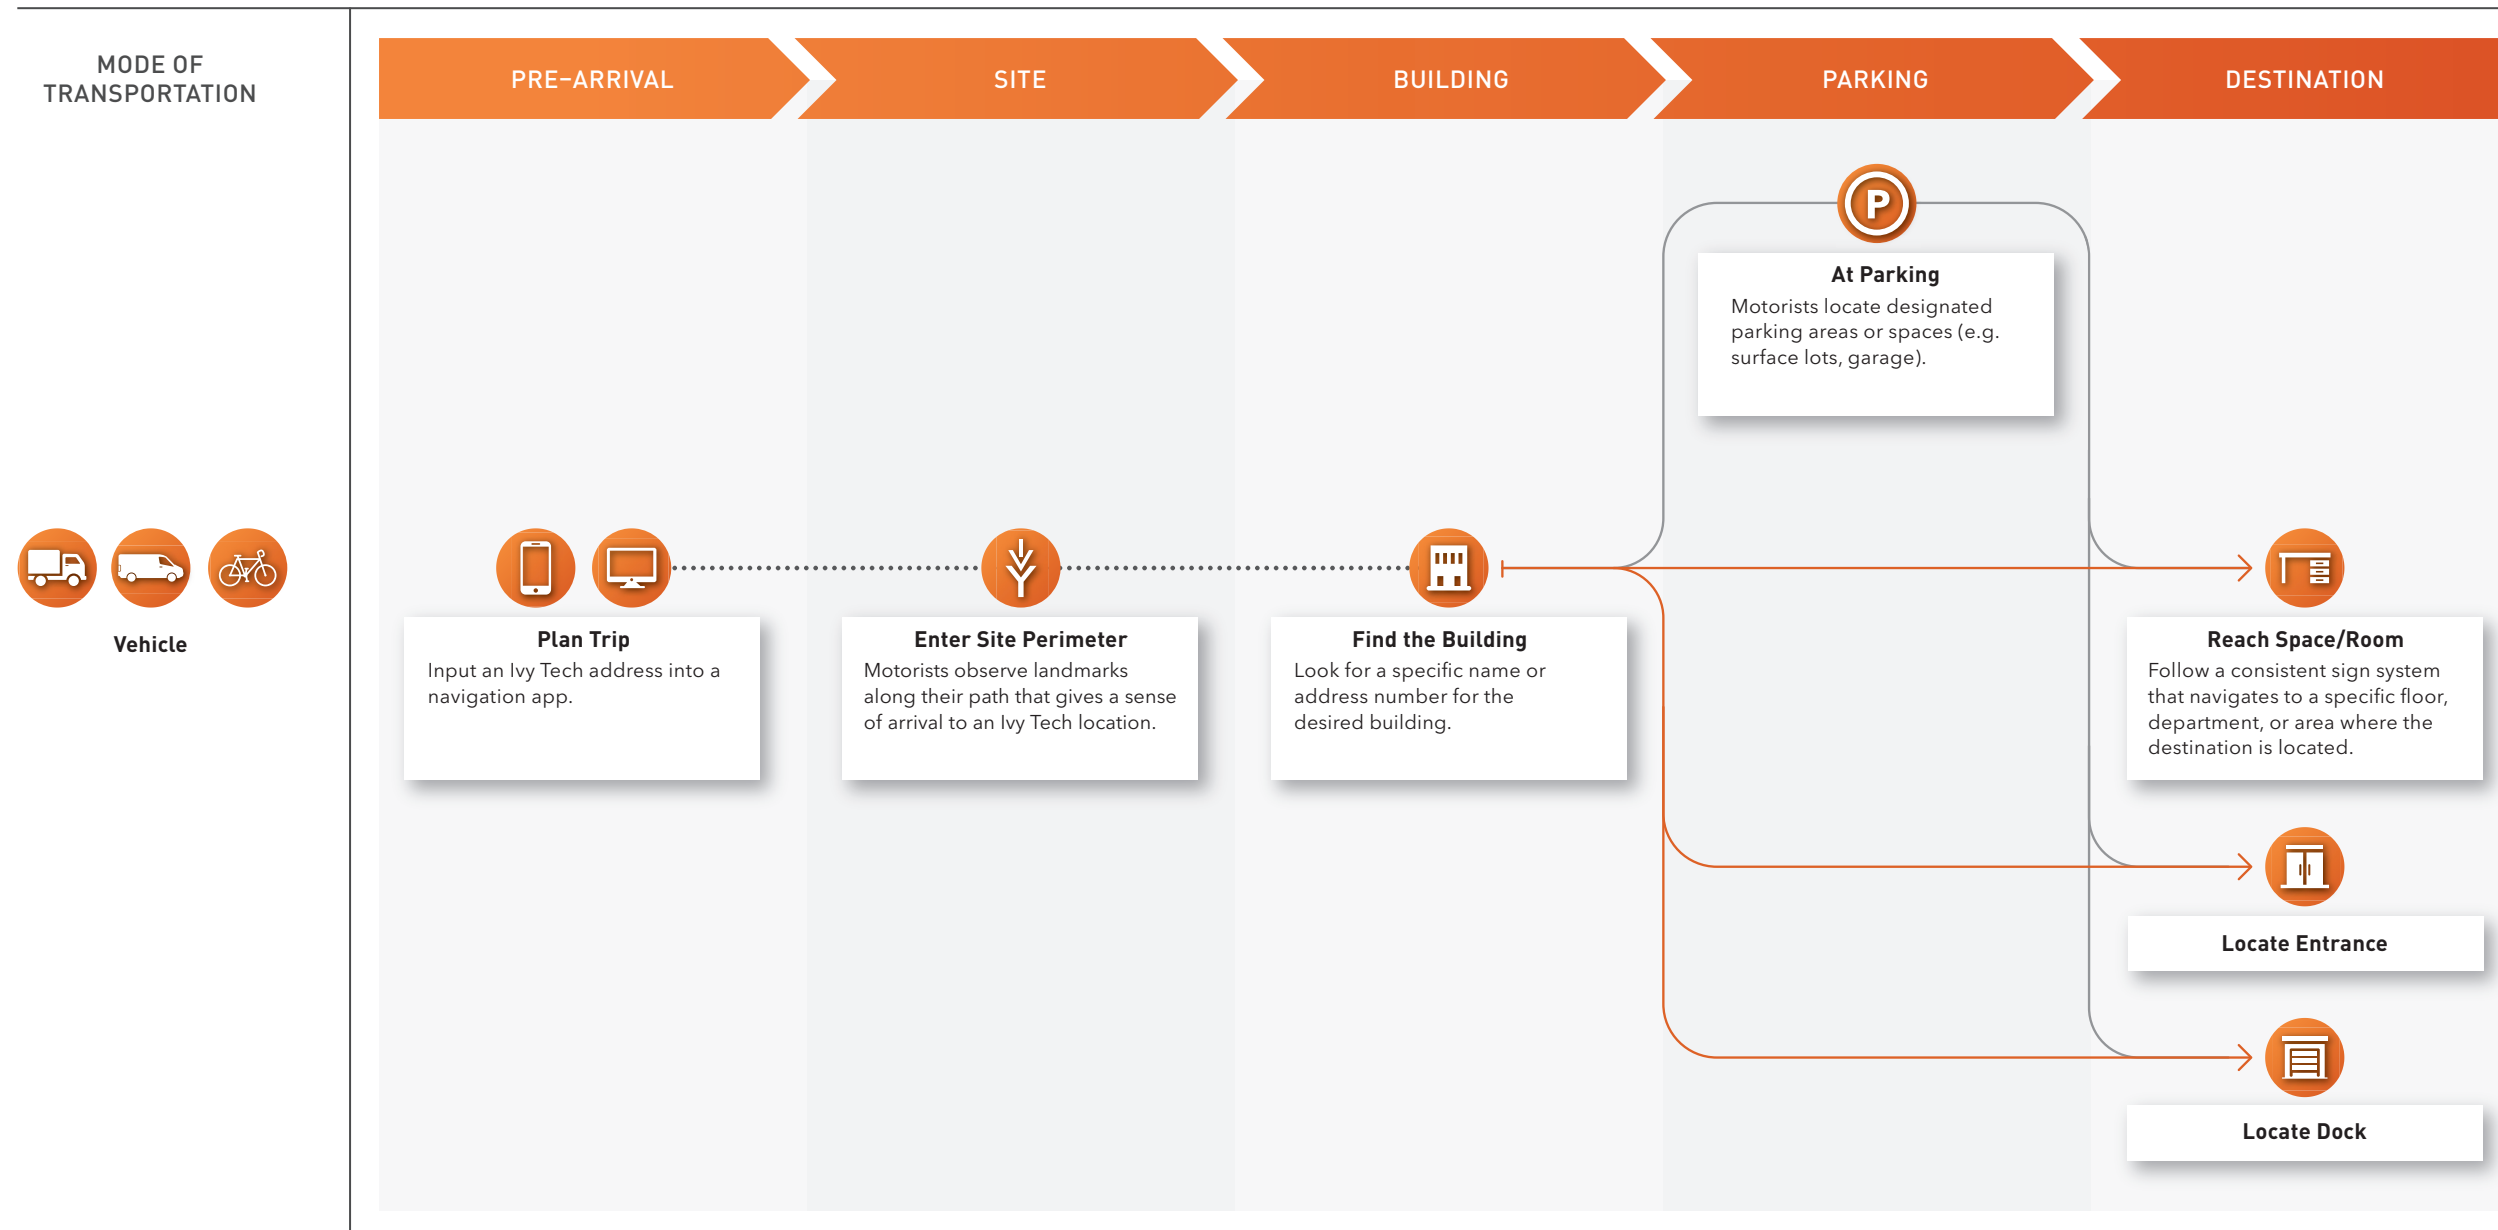 MODE OF
TRANSPORTATION
PRE–ARRIVAL
SITE
BUILDING
PARKING
DESTINATION
P
At Parking
Motorists locate designated
parking areas or spaces (e.g.
surface lots, garage).
Vehicle
Plan Trip
Input an Ivy Tech address into a
navigation app.
Enter Site Perimeter
Motorists observe landmarks
along their path that gives a sense
of arrival to an Ivy Tech location.
Find the Building
Look for a specific name or
address number for the
desired building.
Reach Space/Room
Follow a consistent sign system
that navigates to a specific floor,
department, or area where the
destination is located.
Locate Entrance
Locate Dock